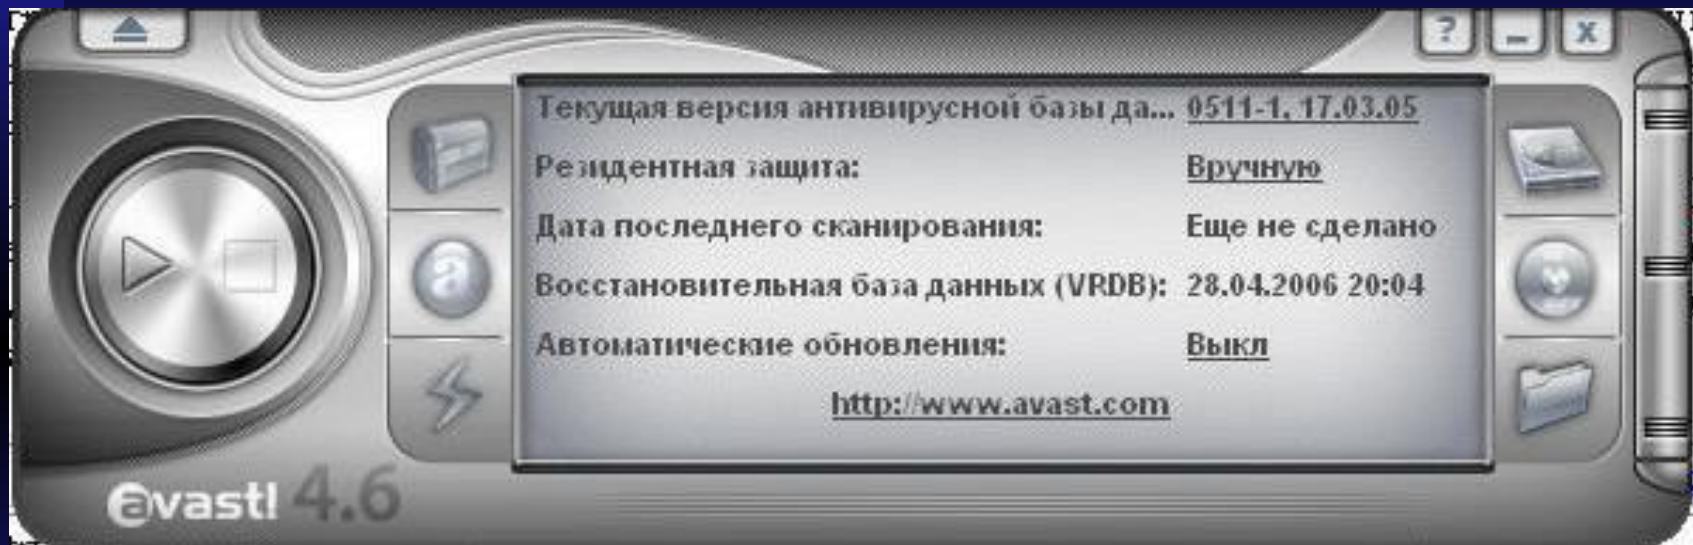 ?
x
Текущая версия антивирусной базы да... 0511-1, 17.03.05
Резидентная защита: Вручную
Дата последнего сканирования: Еще не сделано
Восстановительная база данных (VRDB): 28.04.2006 20:04
Автоматические обновления: Выкл
http://www.avast.com
avast! 4.6